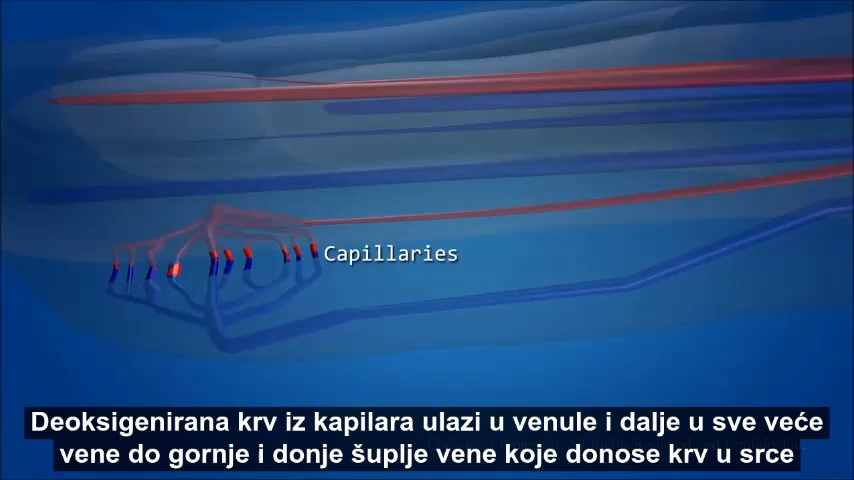 Capillaries
Deoksigenirana krv iz kapilara ulazi u venule i dalje u sve veće
vene do gornje i donje šuplje vene koje donose krv u srce